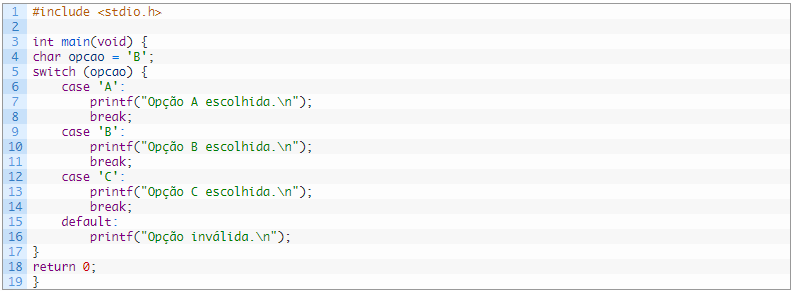 1 #include <stdio.h>
2
3 int main(void) {
4 char opcao = 'B';
5 switch (opcao) {
6     case 'A':
7         printf("Opção A escolhida.\n");
8         break;
9     case 'B':
10         printf("Opção B escolhida.\n");
11         break;
12     case 'C':
13         printf("Opção C escolhida.\n");
14         break;
15     default:
16         printf("Opção inválida.\n");
17 }
18 return 0;
19 }